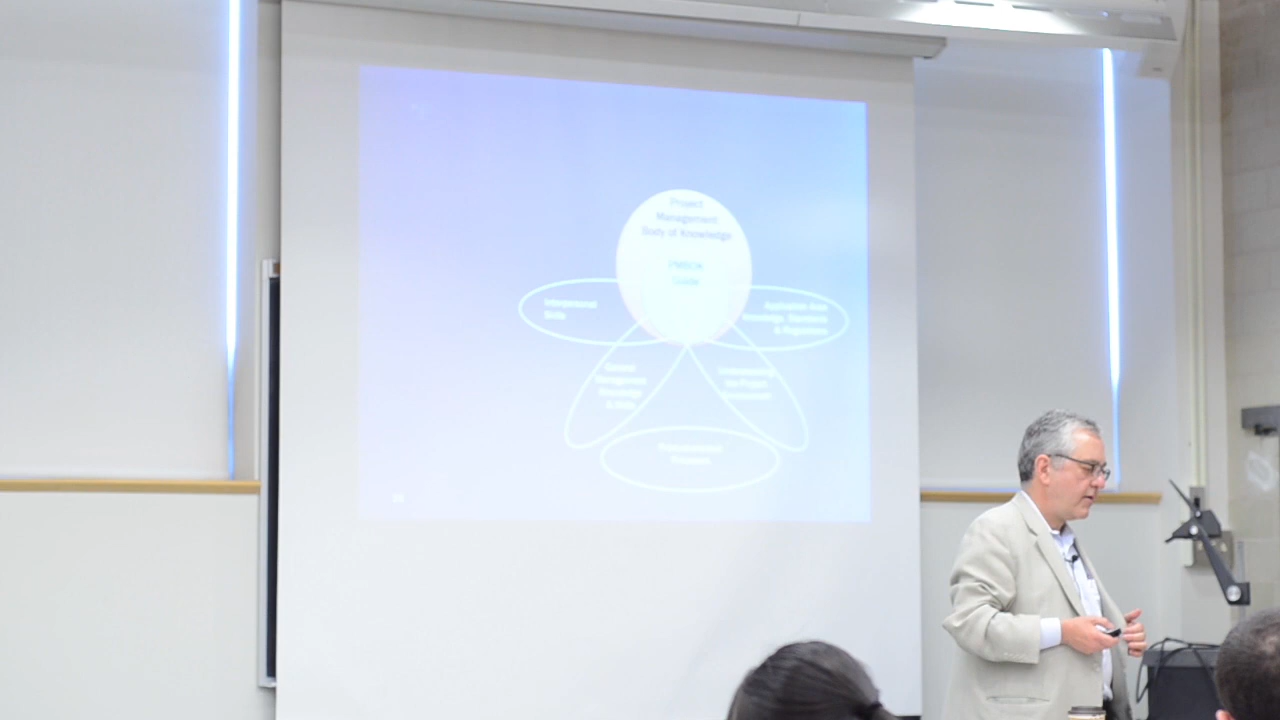 Project
Management
Body of Knowledge
PMBOK
Guide
Interpersonal
Skills
Application Area
Knowledge, Standards
& Regulations
General
Management
Knowledge
& Skills
Understanding
the Project
Environment